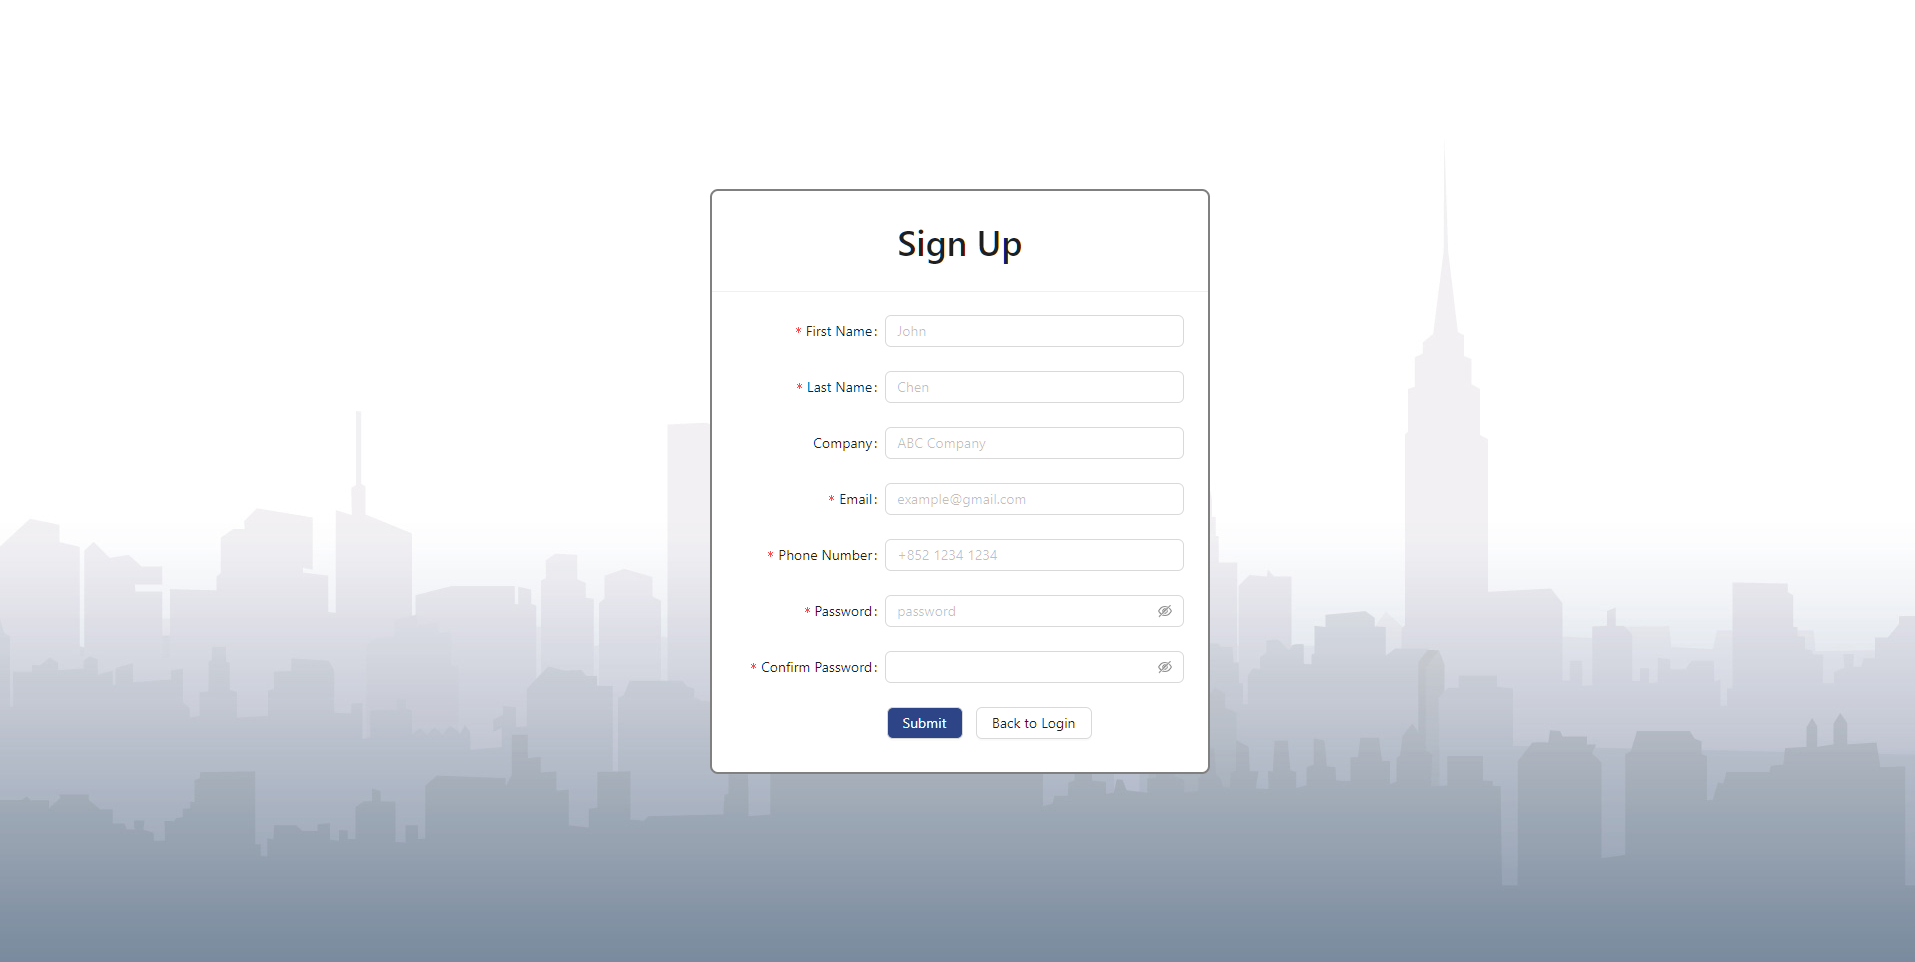 Sign Up
* First Name: John
* Last Name: Chen
Company: ABC Company
* Email: example@gmail.com
* Phone Number: +852 1234 1234
* Password: password
* Confirm Password:
Submit Back to Login